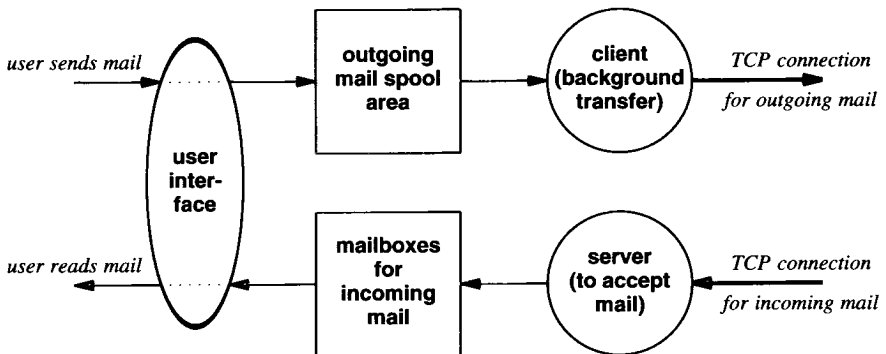 user sends mail
outgoing
mail spool
area
client
(background
transfer)
TCP connection
for outgoing mail
user
inter-
face
user reads mail
mailboxes
for
incoming
mail
server
(to accept
mail)
TCP connection
for incoming mail